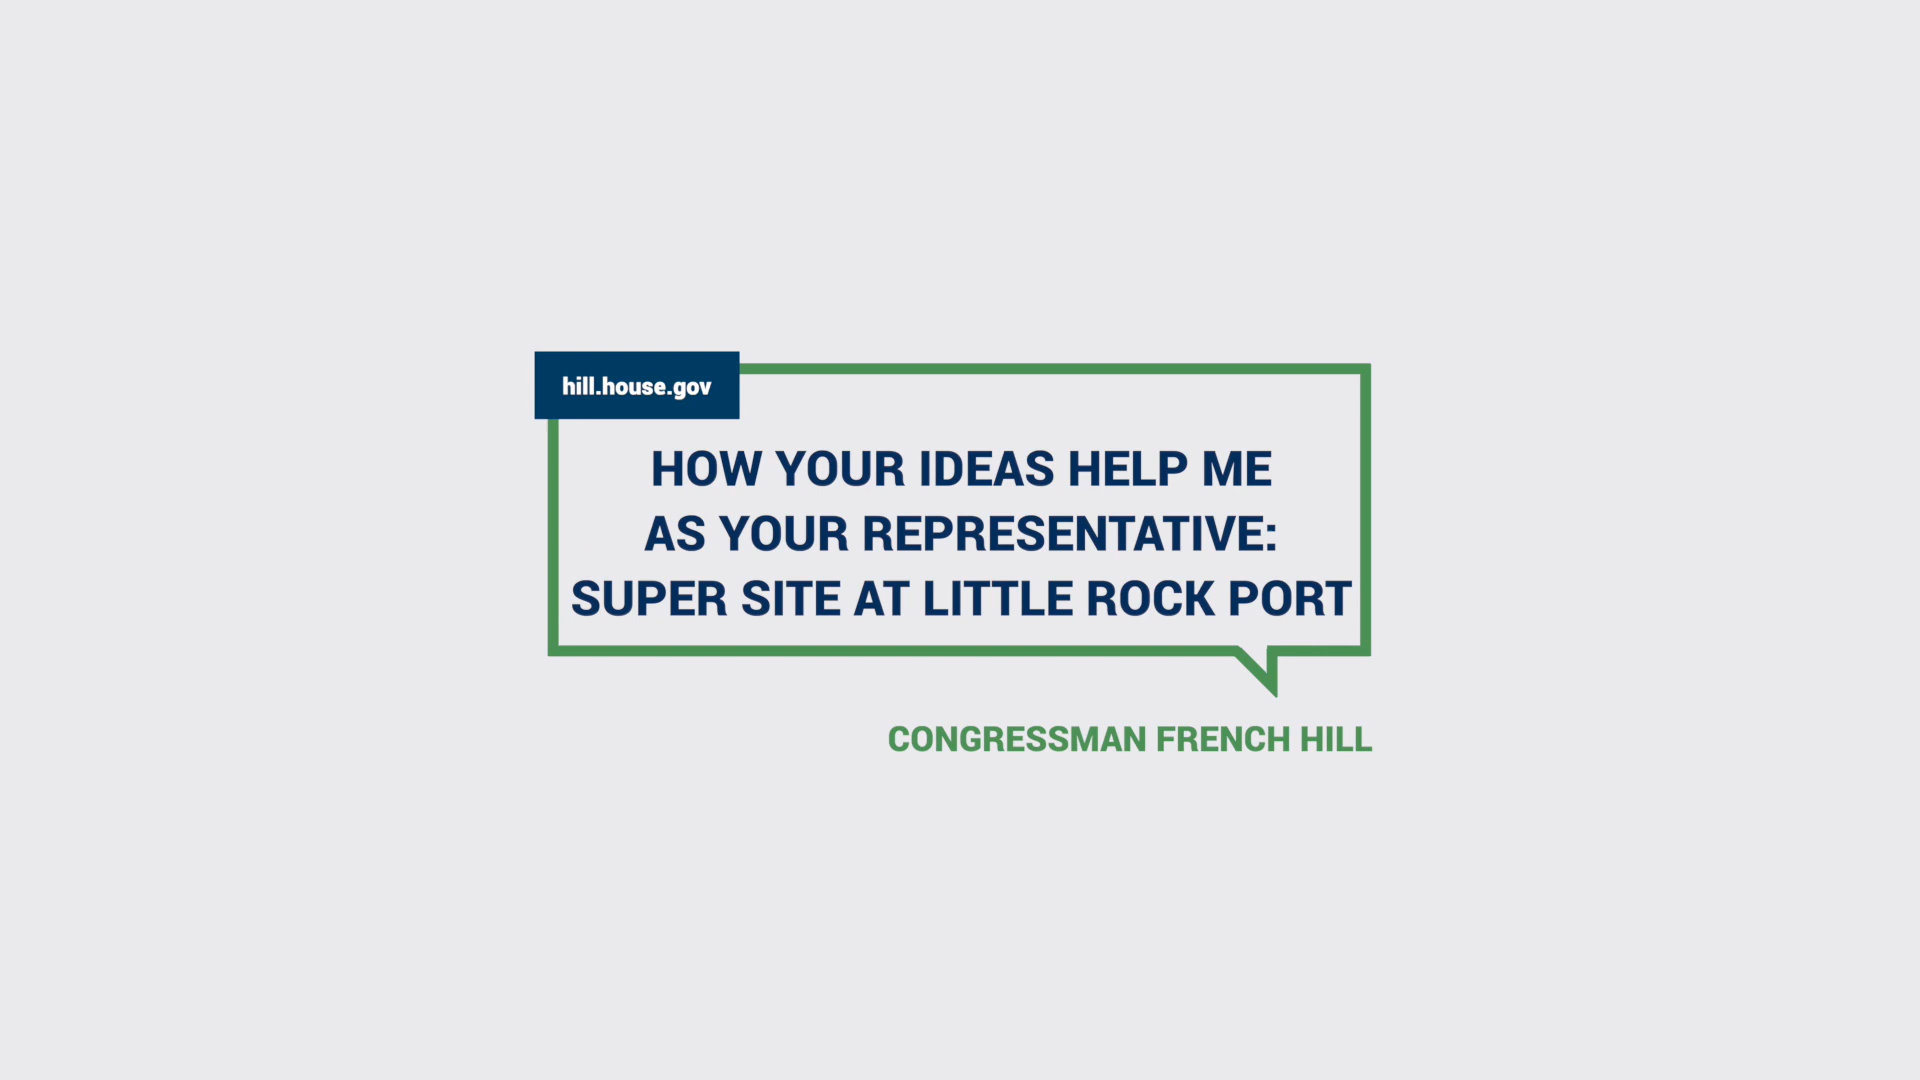 hill.house.gov
HOW YOUR IDEAS HELP ME
AS YOUR REPRESENTATIVE:
SUPER SITE AT LITTLE ROCK PORT
CONGRESSMAN FRENCH HILL